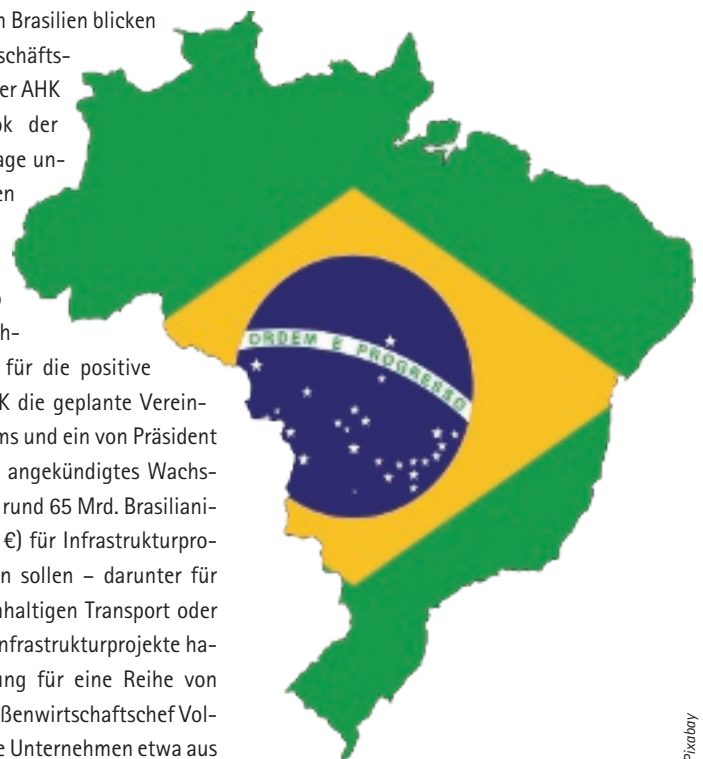 n Brasilien blicken
schäfts-
er AHK
ok der
age un-
en
h-
für die positive
K die geplante Verein-
ms und ein von Präsident
angekündigtes Wachs-
rund 65 Mrd. Brasiliani-
€) für Infrastrukturpro-
n sollen – darunter für
hhaltigen Transport oder
nfrastrukturprojekte ha-
ung für eine Reihe von
ßenwirtschaftschef Vol-
e Unternehmen etwa aus
ORDEM E PROGRESSO
Pixabay